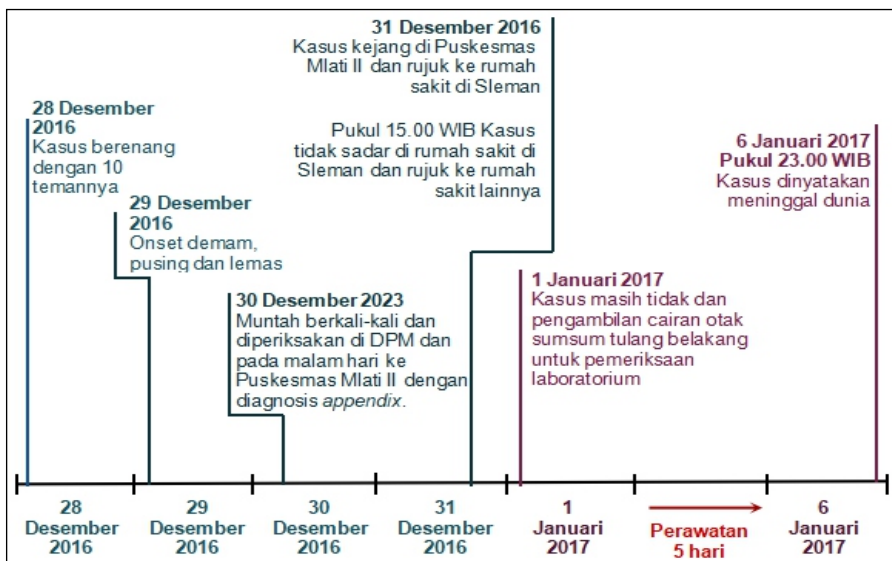 28 Desember
2016
Kasus berenang
dengan 10
temannya
29 Desember
2016
Onset demam,
pusing dan lemas
30 Desember 2023
Muntah berkali-kali dan
diperiksakan di DPM dan
pada malam hari ke
Puskesmas Mlati II dengan
diagnosis appendix.
31 Desember 2016
Kasus kejang di Puskesmas
Mlati II dan rujuk ke rumah
sakit di Sleman
Pukul 15.00 WIB Kasus
tidak sadar di rumah sakit di
Sleman dan rujuk ke rumah
sakit lainnya
1 Januari 2017
Kasus masih tidak dan
pengambilan cairan otak
sumsum tulang belakang
untuk pemeriksaan
laboratorium
6 Januari 2017
Pukul 23.00 WIB
Kasus dinyatakan
meninggal dunia
28
Desember
2016
29
Desember
2016
30
Desember
2016
31
Desember
2016
1
Januari
2017
Perawatan
5 hari
6
Januari
2017